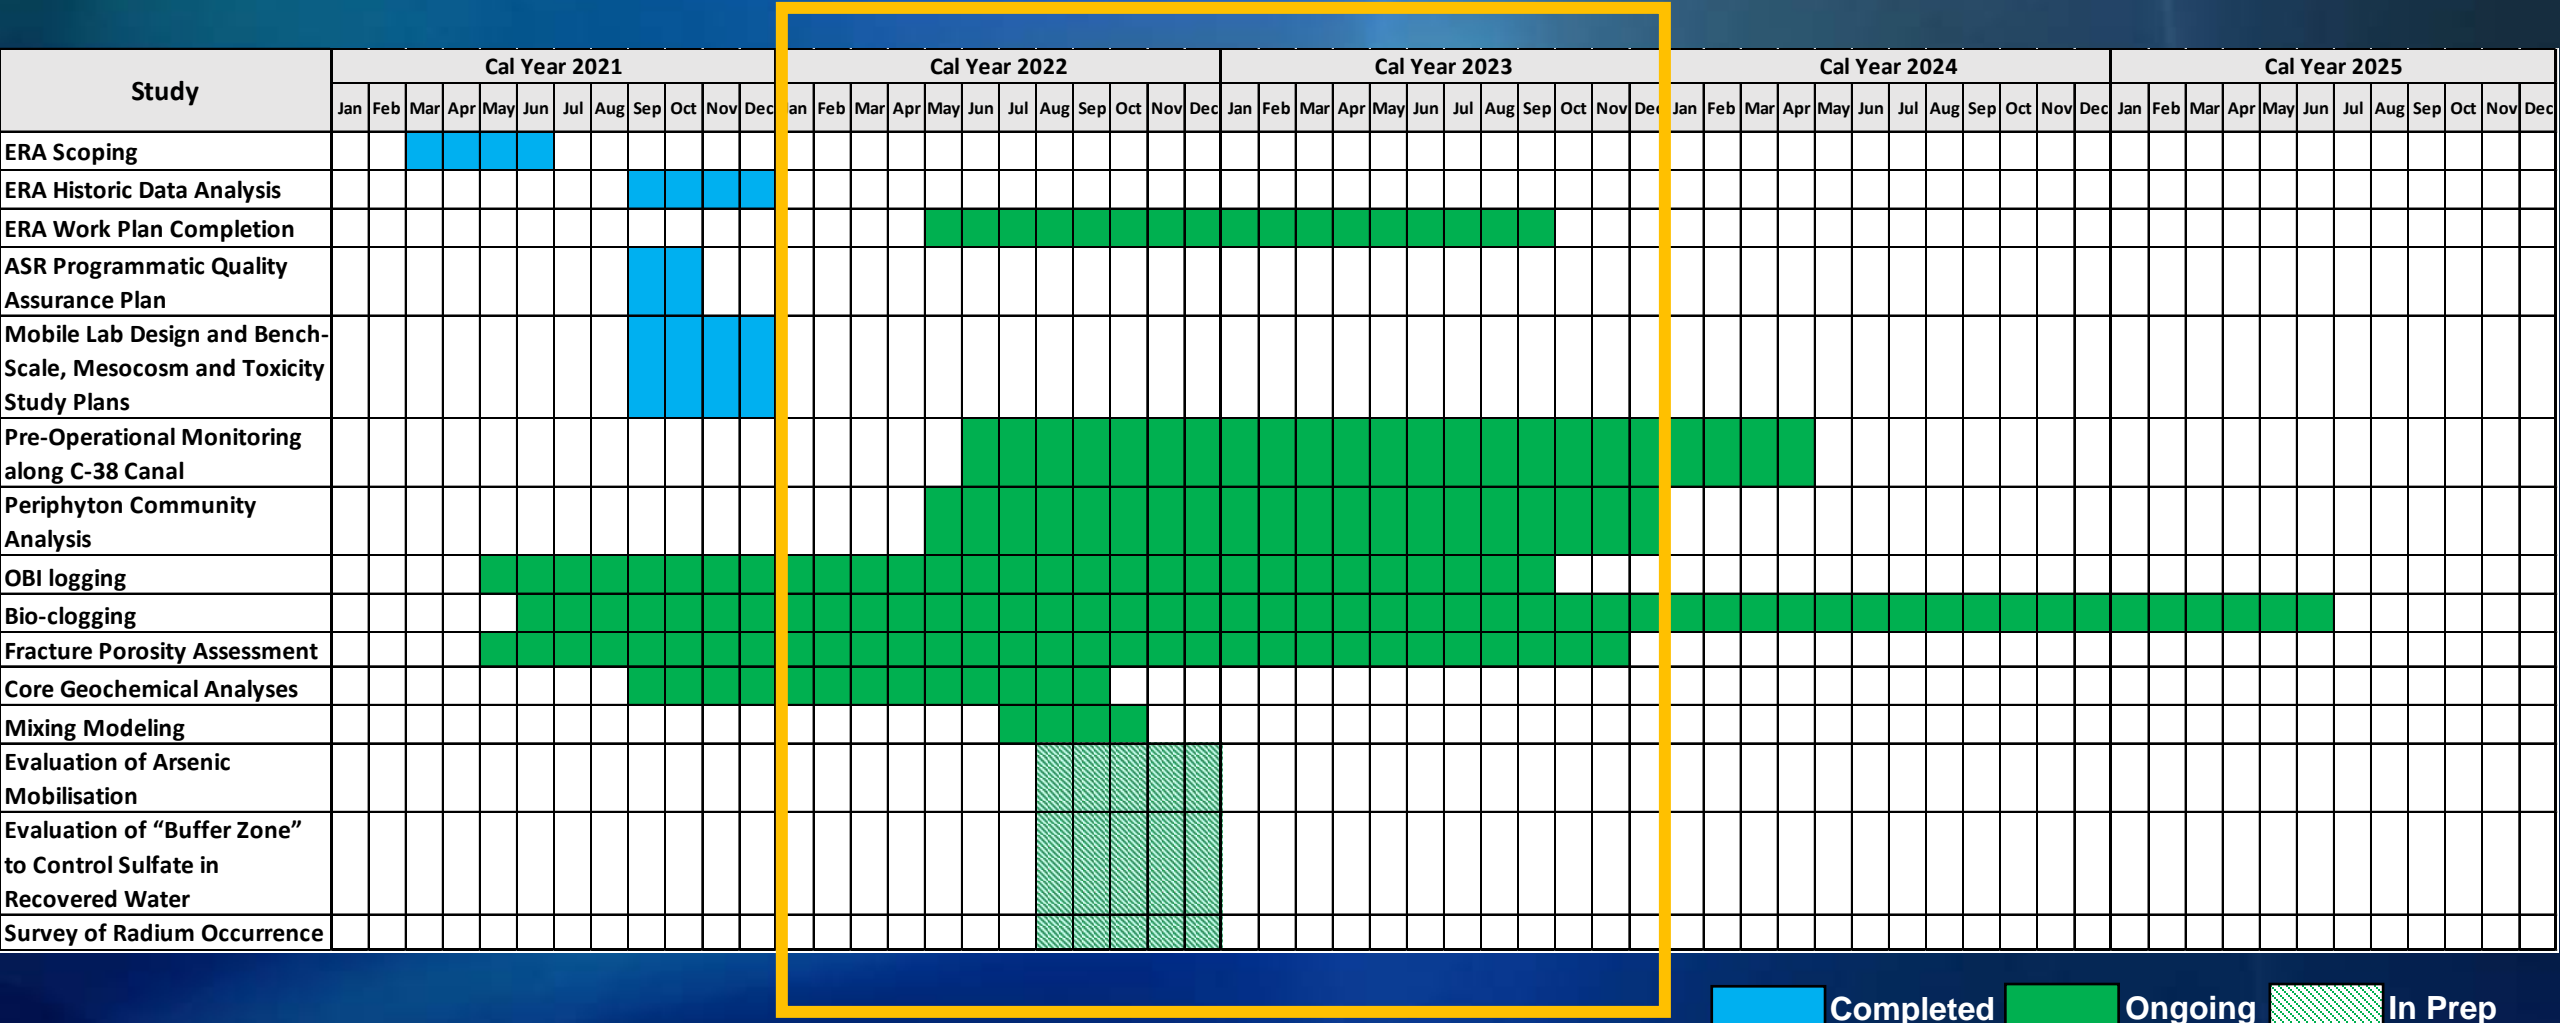 Study
Cal Year 2021 Cal Year 2022 Cal Year 2023 Cal Year 2024 Cal Year 2025
Jan Feb Mar Apr May Jun Jul Aug Sep Oct Nov Dec an Feb Mar Apr May Jun Jul Aug Sep Oct Nov Dec Jan Feb Mar Apr May Jun Jul Aug Sep Oct Nov Dec Jan Feb Mar Apr May Jun Jul Aug Sep Oct Nov Dec Jan Feb Mar Apr May Jun Jul Aug Sep Oct Nov Dec
ERA Scoping
ERA Historic Data Analysis
ERA Work Plan Completion
ASR Programmatic Quality
Assurance Plan
Mobile Lab Design and Bench-
Scale, Mesocosm and Toxicity
Study Plans
Pre-Operational Monitoring
along C-38 Canal
Periphyton Community
Analysis
OBI logging
Bio-clogging
Fracture Porosity Assessment
Core Geochemical Analyses
Mixing Modeling
Evaluation of Arsenic
Mobilisation
Evaluation of “Buffer Zone”
to Control Sulfate in
Recovered Water
Survey of Radium Occurrence
Completed Ongoing In Prep